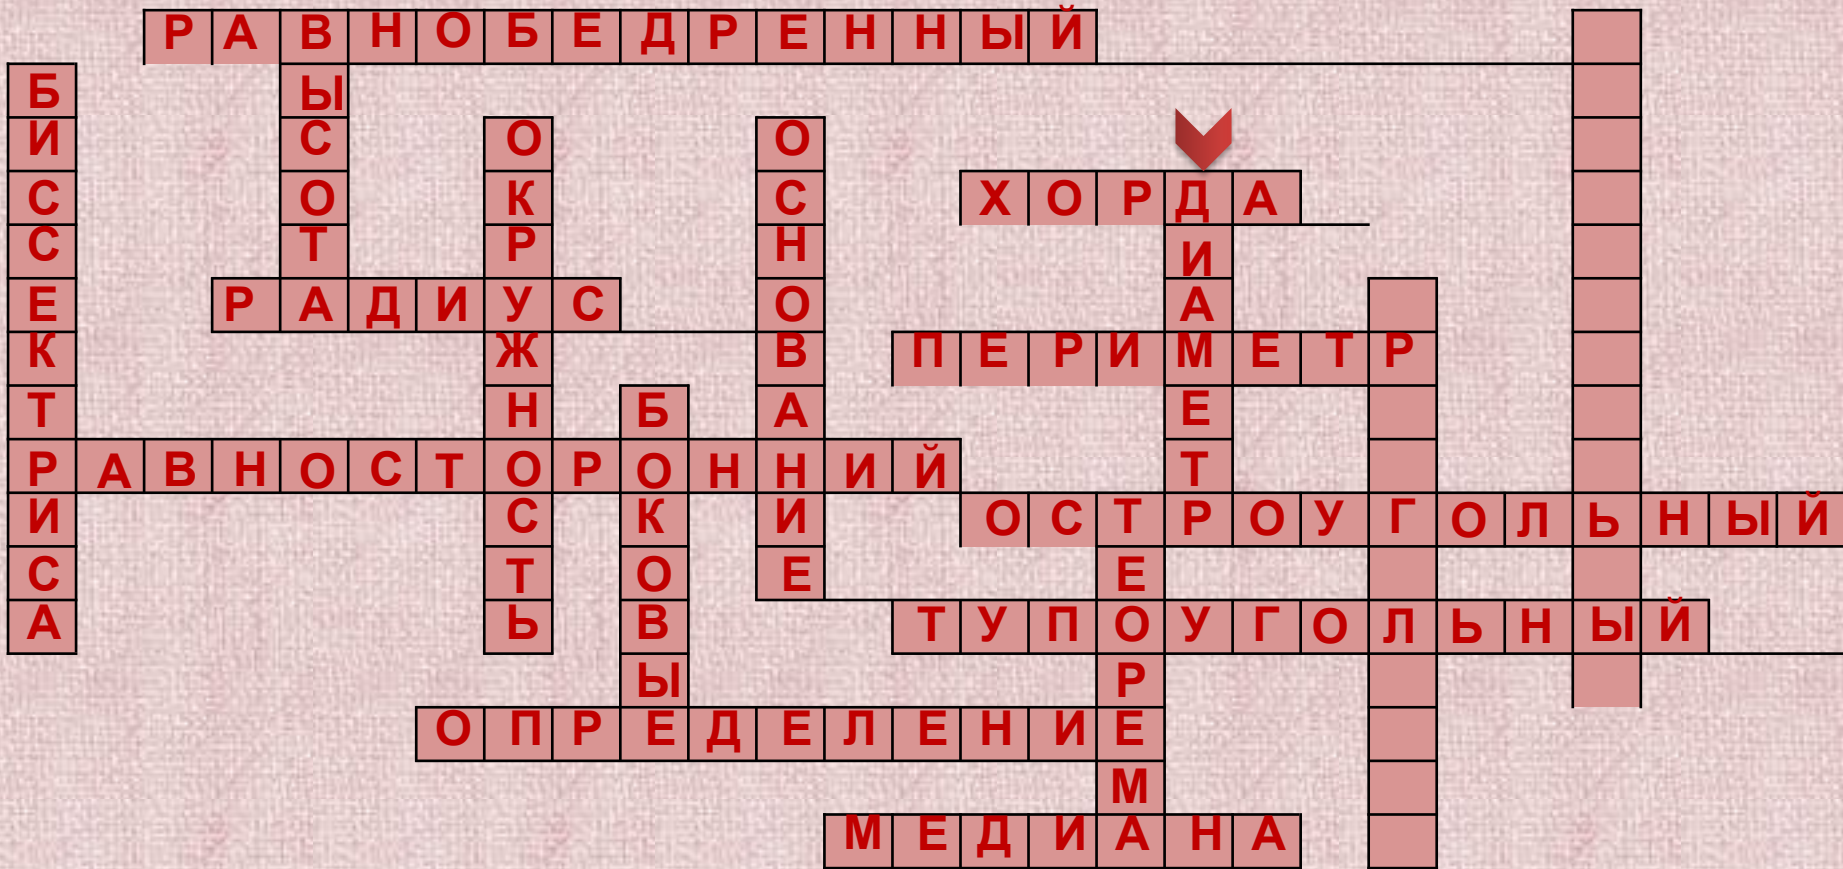 РАВНОБЕДРЕННЫЙ
БИССЕКТРИСА
ВЫСОТА
ОКРУЖНОСТЬ
ОСНОВАНИЕ
ХОРДА
ДИАМЕТР
РАДИУС
ПЕРИМЕТР
БОКОВЫЕ
РАВНОСТОРОННИЙ
ОСТРОУГОЛЬНЫЙ
ТЕОРЕМА
ТУПОУГОЛЬНЫЙ
ОПРЕДЕЛЕНИЕ
МЕДИАНА